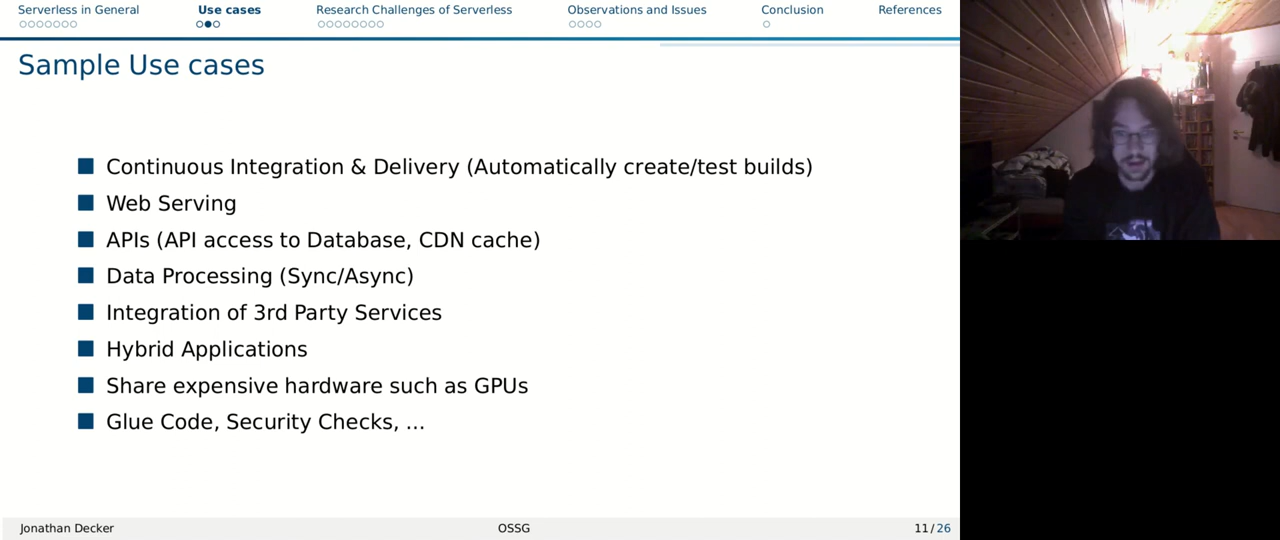 Serverless in General
Use cases
Research Challenges of Serverless
Observations and Issues
Conclusion
References
Sample Use cases
Continuous Integration & Delivery (Automatically create/test builds)
Web Serving
APIs (API access to Database, CDN cache)
Data Processing (Sync/Async)
Integration of 3rd Party Services
Hybrid Applications
Share expensive hardware such as GPUs
Glue Code, Security Checks, ...
Jonathan Decker
OSSG
11/26